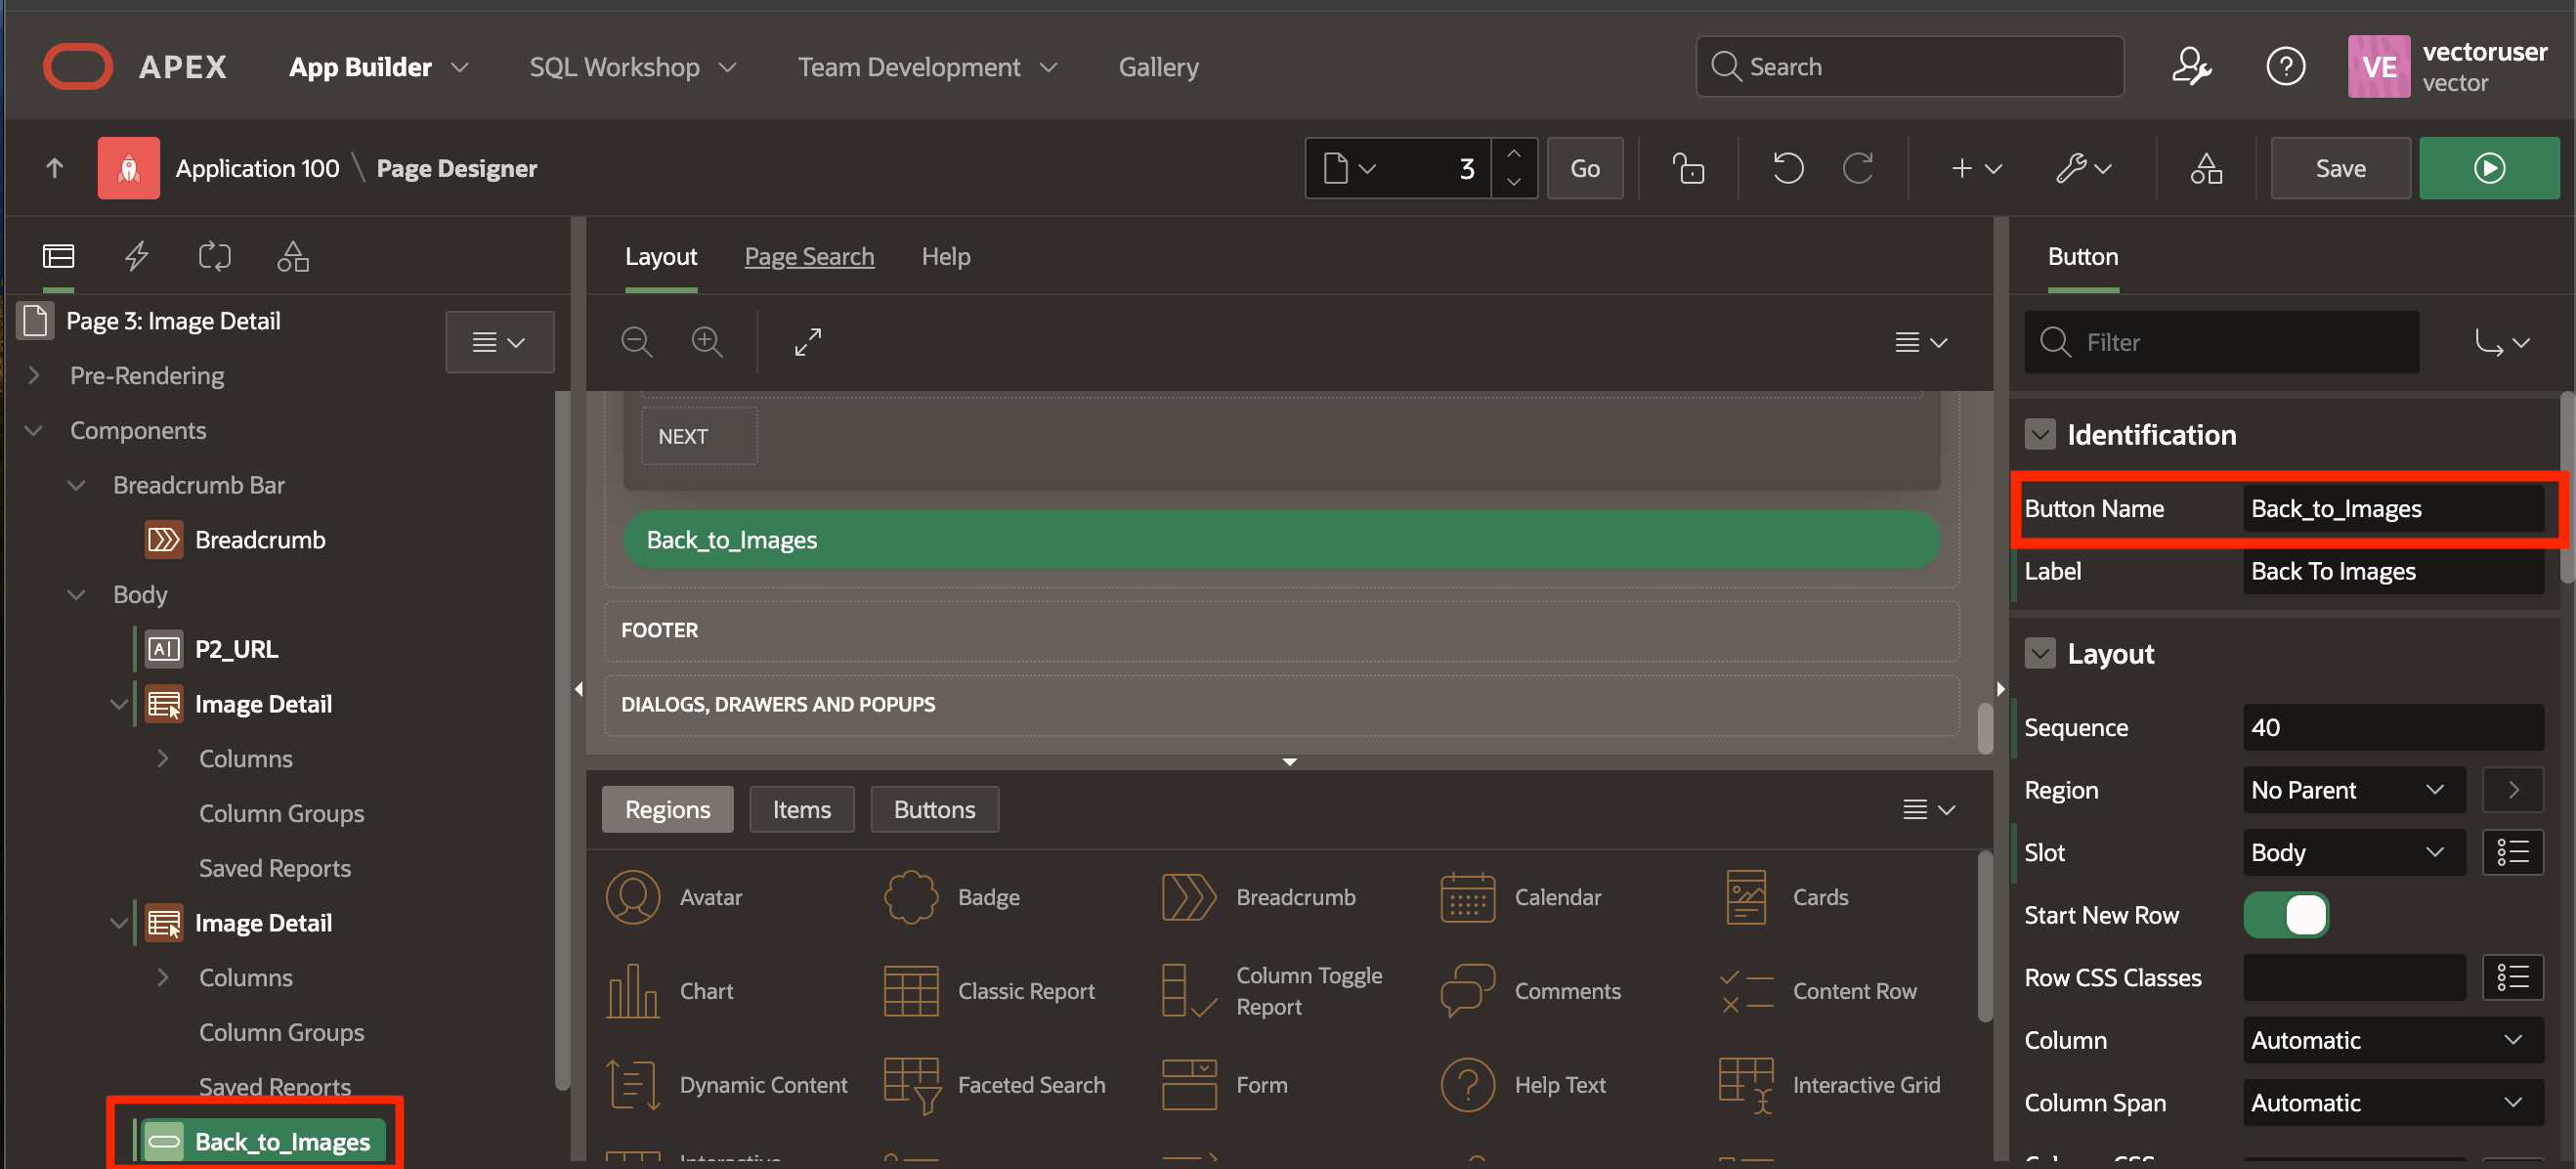 APEX
App Builder
SQL Workshop
Team Development
Gallery
Search
VE
vectoruser
vector
Application 100 \ Page Designer
3
Go
Save
Page 3: Image Detail
Pre-Rendering
Components
Breadcrumb Bar
Breadcrumb
Body
P2_URL
Image Detail
Columns
Column Groups
Saved Reports
Image Detail
Columns
Column Groups
Saved Reports
Back_to_Images
Layout
Page Search
Help
NEXT
Back_to_Images
FOOTER
DIALOGS, DRAWERS AND POPUPS
Regions
Items
Buttons
Avatar
Badge
Breadcrumb
Calendar
Cards
Chart
Classic Report
Column Toggle
Report
Comments
Content Row
Dynamic Content
Faceted Search
Form
Help Text
Interactive Grid
Button
Filter
Identification
Button Name Back_to_Images
Label Back To Images
Layout
Sequence 40
Region No Parent
Slot Body
Start New Row
Row CSS Classes
Column Automatic
Column Span Automatic